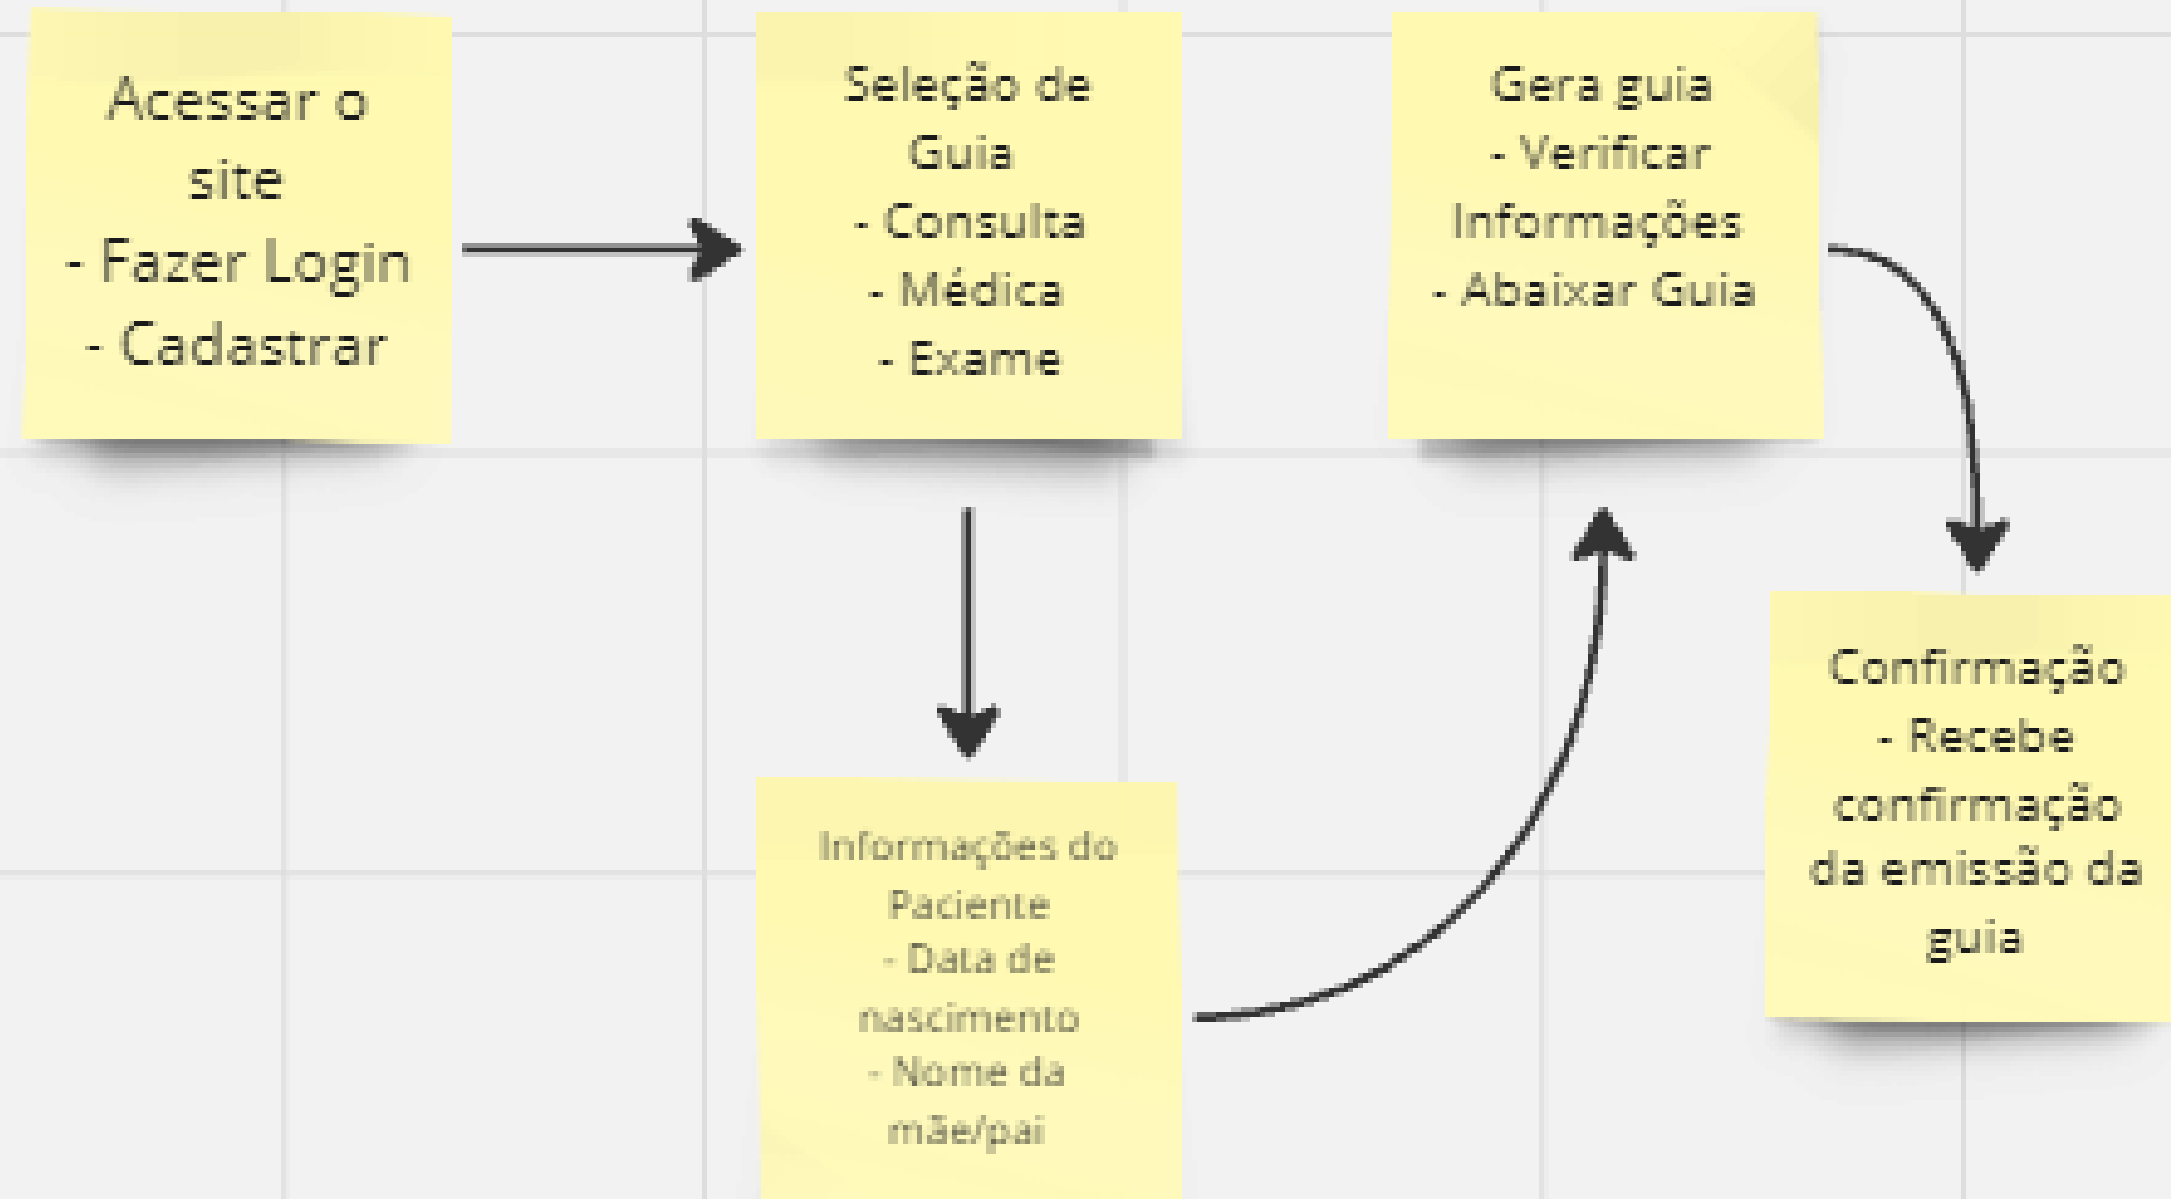 Acessar o
site
- Fazer Login
- Cadastrar
Seleção de
Guia
- Consulta
- Médica
- Exame
Informações do
Paciente
- Data de
nascimento
- Nome da
mãe/pai
Gera guia
- Verificar
Informações
- Abaixar Guia
Confirmação
- Recebe
confirmação
da emissão da
guia